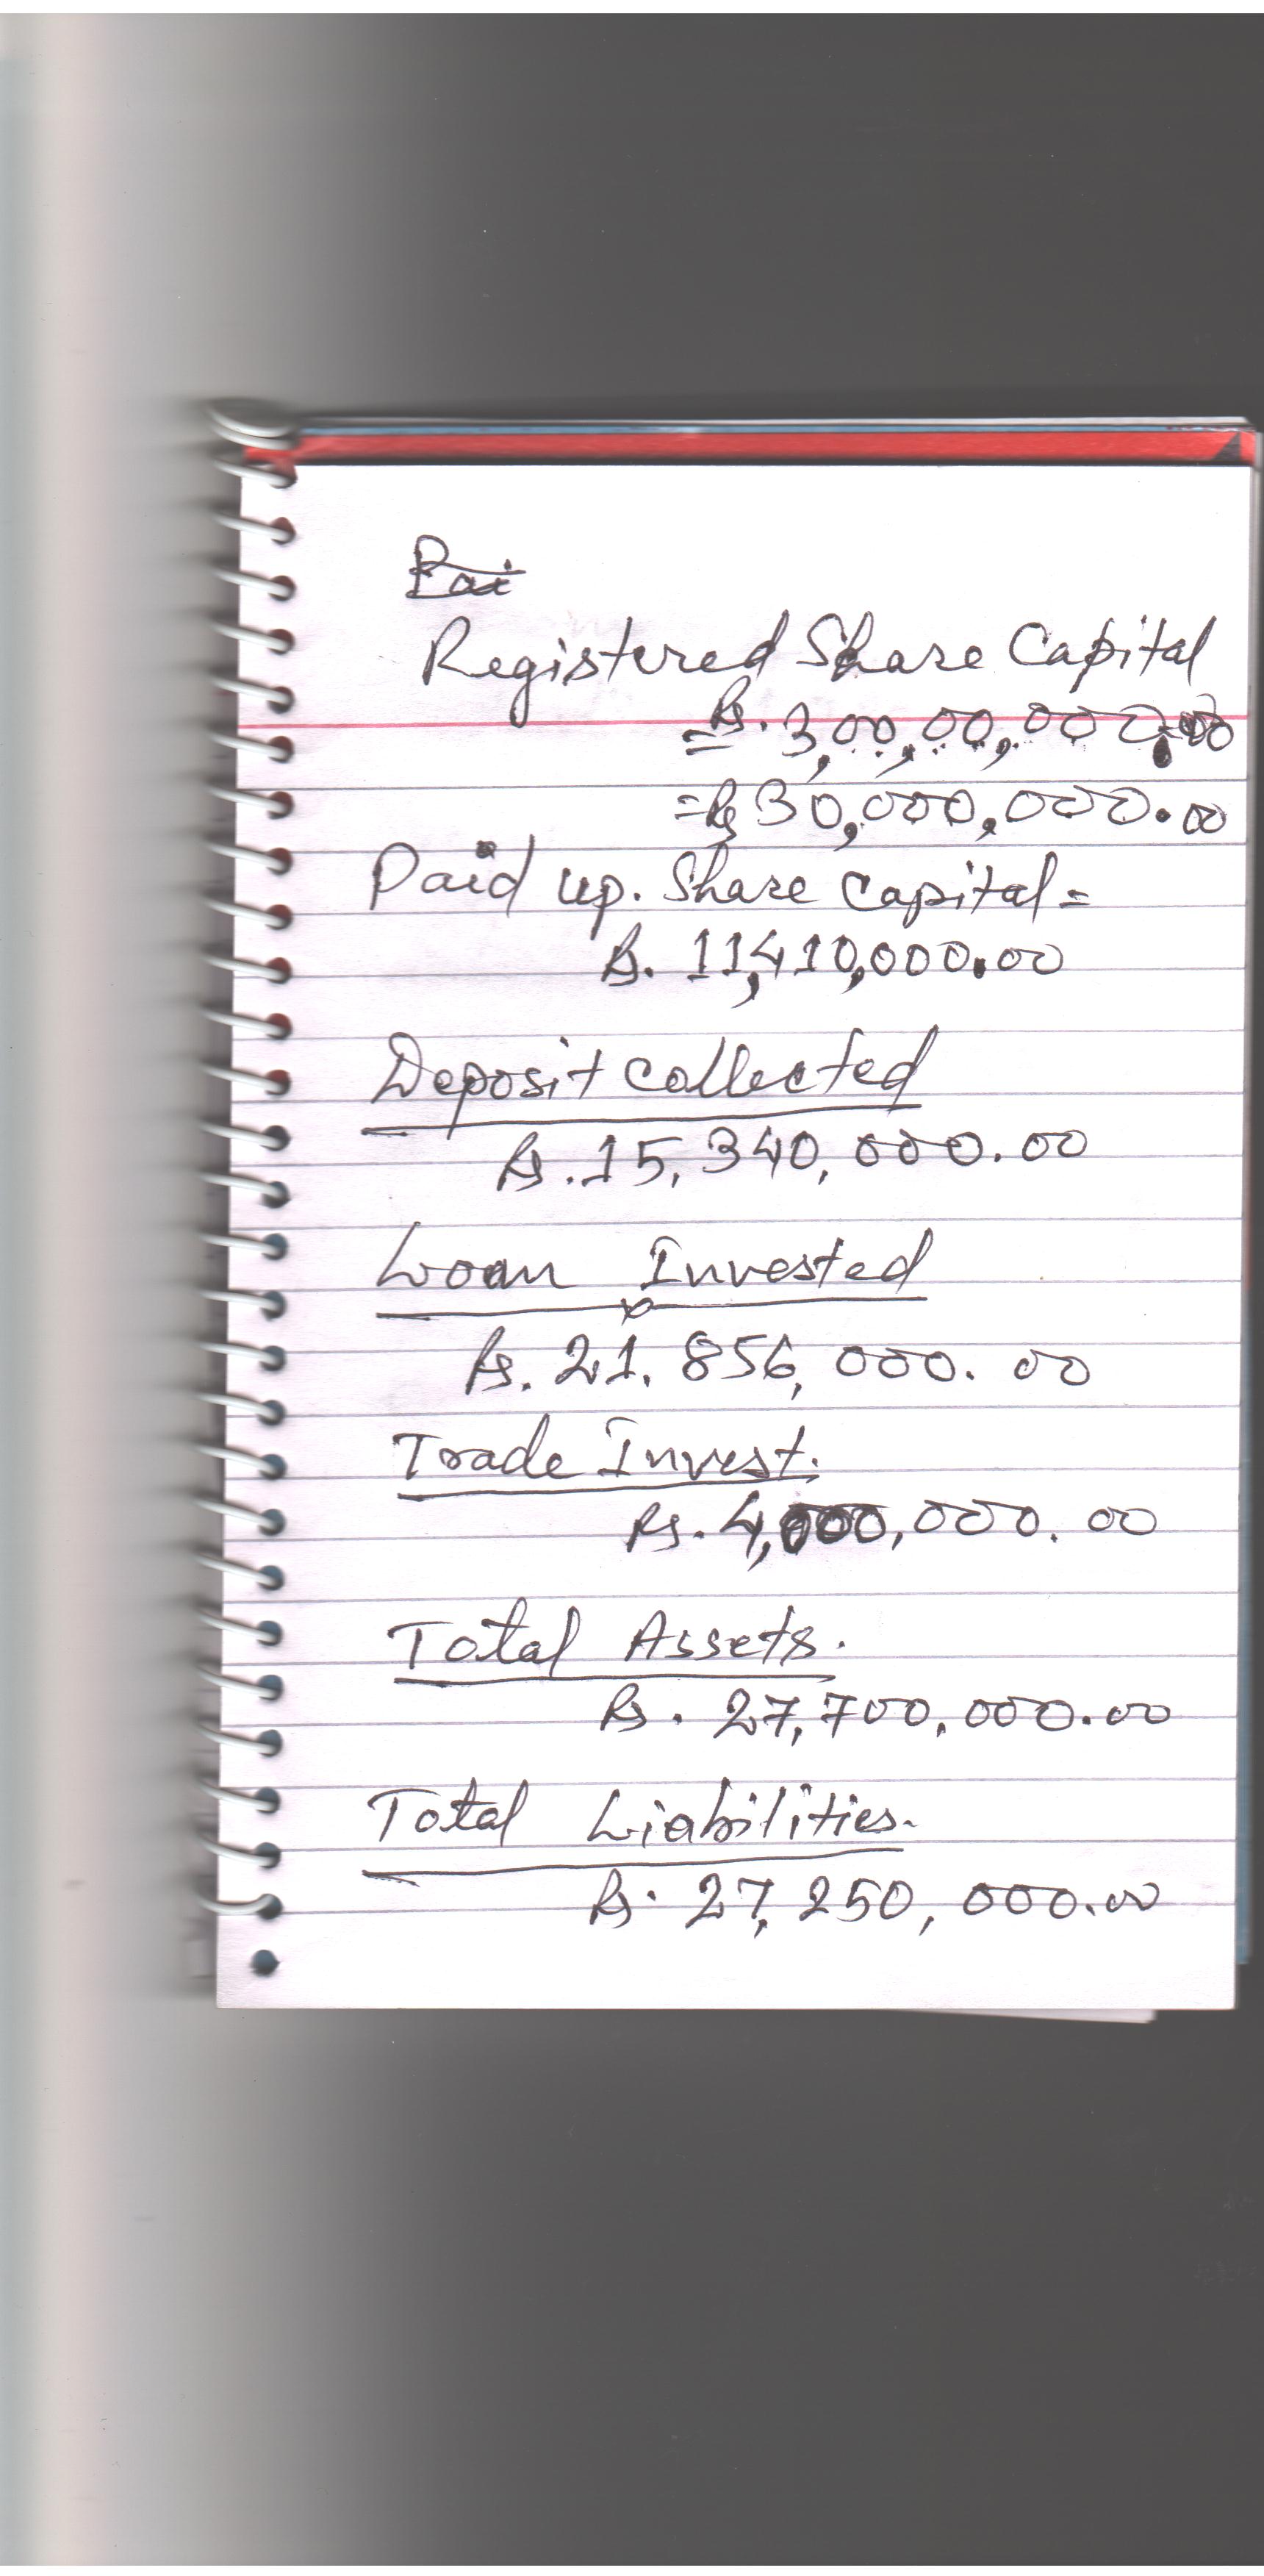 Pai
Registered Share Capital
= Rs. 3,00,00,000.00
= Rs 30,000,000.00
Paid up. Share Capital =
Rs. 11,410,000.00
Deposit collected
Rs. 15,340,000.00
Loan Invested
Rs. 21.856,000.00
Trade Invest.
Rs. 4,000,000.00
Total Assets.
Rs. 27,700,000.00
Total Liabilities.
Rs. 27,250,000.00